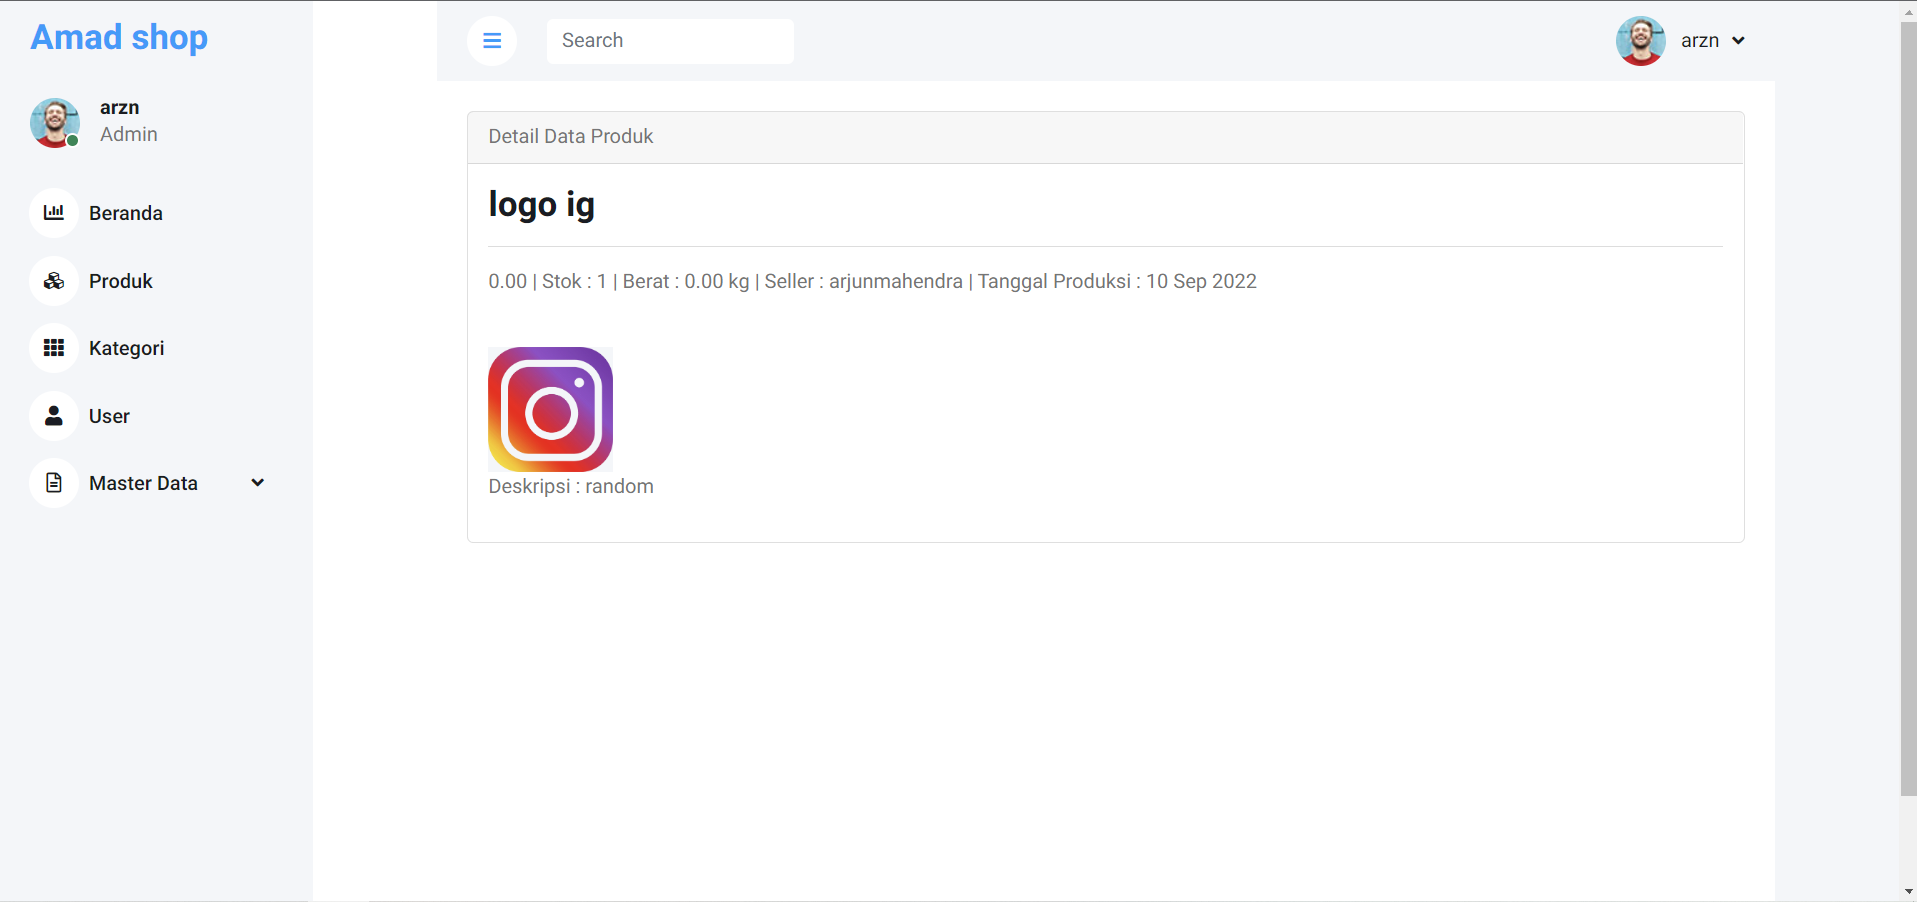 Amad shop
arzn
Admin
Beranda
Produk
Kategori
User
Master Data
Search
arzn
Detail Data Produk
logo ig
0.00 | Stok : 1 | Berat : 0.00 kg | Seller : arjunmahendra | Tanggal Produksi : 10 Sep 2022
Deskripsi : random